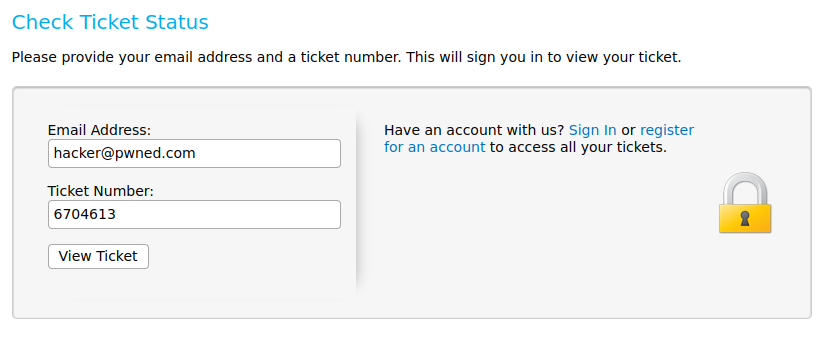 Check Ticket Status
Please provide your email address and a ticket number. This will sign you in to view your ticket.
Email Address:
hacker@pwned.com
Ticket Number:
6704613
View Ticket
Have an account with us? Sign In or register
for an account to access all your tickets.